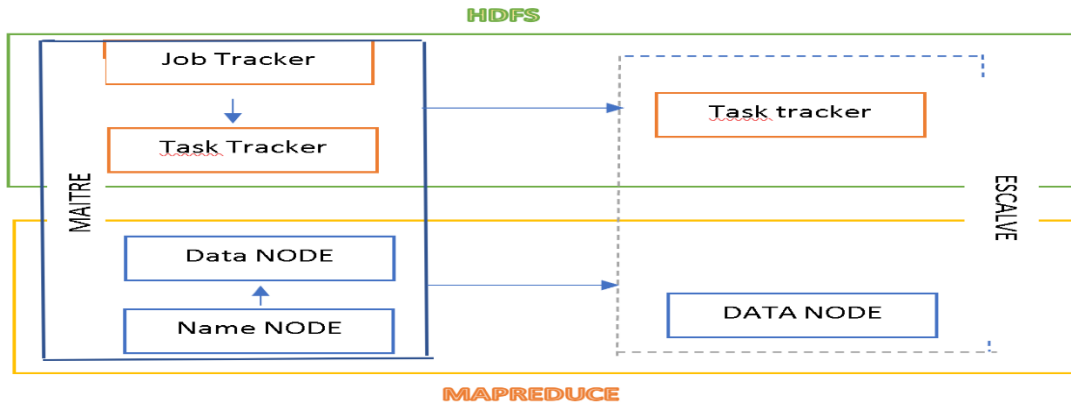 HDFS
Job Tracker
Task Tracker
Task tracker
MAITRE
ESCALVE
Data NODE
Name NODE
DATA NODE
MAPREDUCE